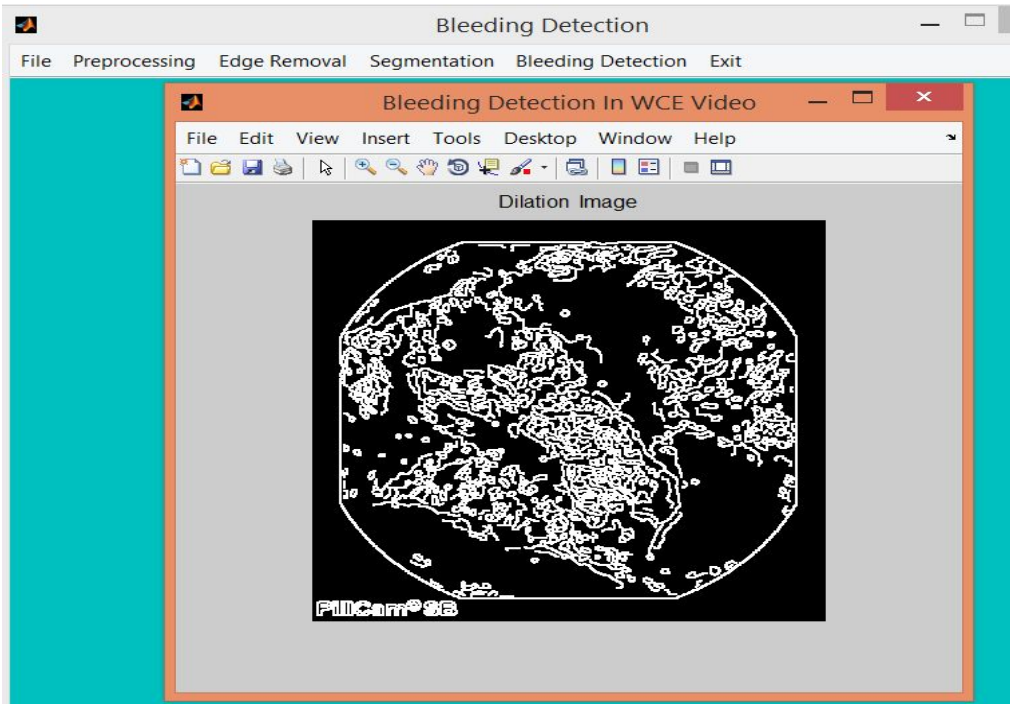 Bleeding Detection
File Preprocessing Edge Removal Segmentation Bleeding Detection Exit
Bleeding Detection In WCE Video
File Edit View Insert Tools Desktop Window Help
Dilation Image
PillCam®SB